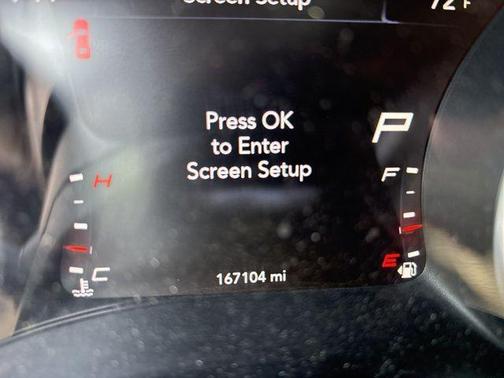 Screen Setup
72 F
Press OK
to Enter
Screen Setup
P
H
F
C
E
167104 mi